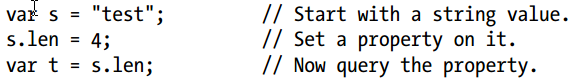 var s = "test";             // Start with a string value.
s.len = 4;                  // Set a property on it.
var t = s.len;              // Now query the property.